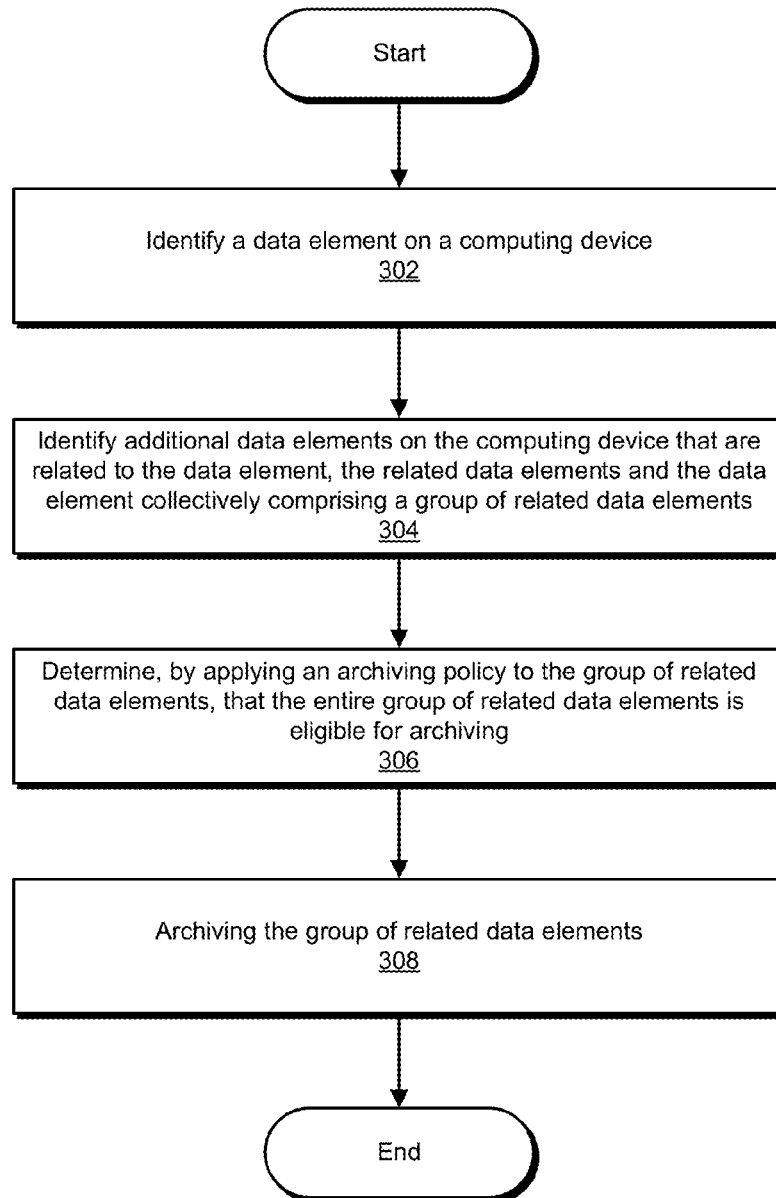 Start
Identify a data element on a computing device
302
Identify additional data elements on the computing device that are
related to the data element, the related data elements and the data
element collectively comprising a group of related data elements
304
Determine, by applying an archiving policy to the group of related
data elements, that the entire group of related data elements is
eligible for archiving
306
Archiving the group of related data elements
308
End